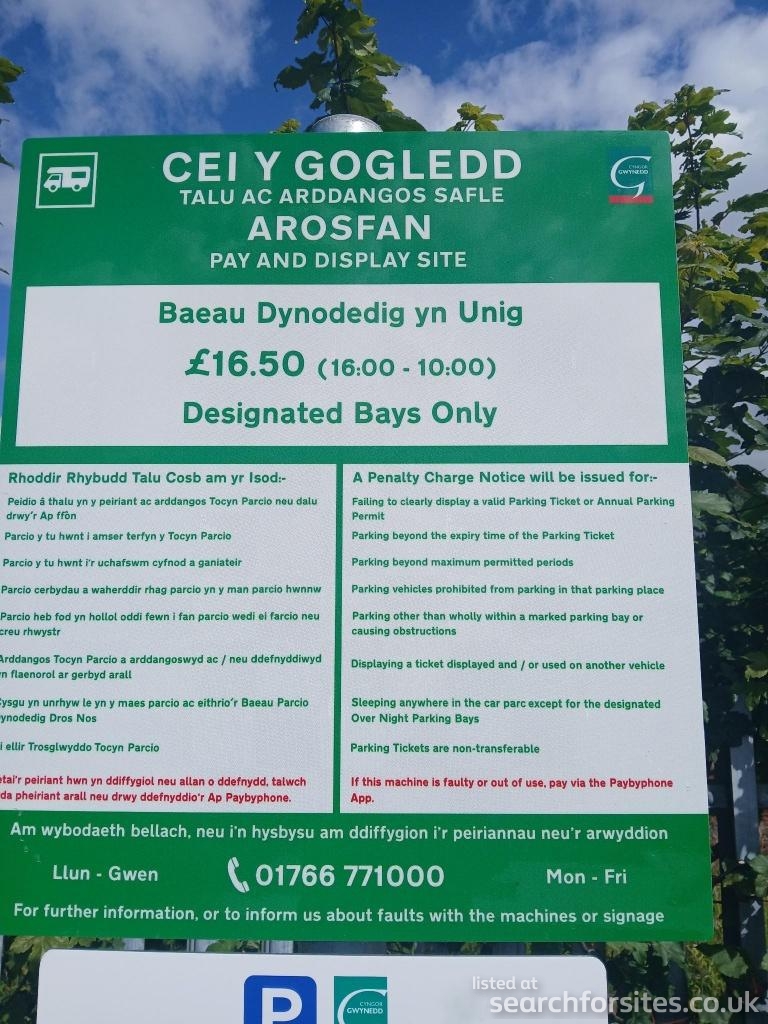 CEI Y GOGLEDD
TALU AC ARDDANGOS SAFLE
AROSFAN
PAY AND DISPLAY SITE
CYNGOR
GWYNEDD
Baeau Dynodedig yn Unig
£16.50 (16:00 - 10:00)
Designated Bays Only
Rhoddir Rhybudd Talu Cosb am yr Isod:-
Peidio â thalu yn y peiriant ac arddangos Tocyn Parcio neu dalu
drwy'r Ap ffôn
Parcio y tu hwnt i amser terfyn y Tocyn Parcio
Parcio y tu hwnt i'r uchafswm cyfnod a ganiateir
Parcio cerbydau a waherddir rhag parcio yn y man parcio hwnnw
Parcio heb fod yn hollol oddi fewn i fan parcio wedi ei farcio neu
creu rhwystr
Arddangos Tocyn Parcio a arddangoswyd ac / neu ddefnyddiwyd
yn flaenorol ar gerbyd arall
Cysgu yn unrhyw le yn y maes parcio ac eithrio'r Baeau Parcio
Dynodedig Dros Nos
i ellir Trosglwyddo Tocyn Parcio
etai'r peiriant hwn yn ddiffygiol neu allan o ddefnydd, talwch
da pheiriant arall neu drwy ddefnyddio'r Ap Paybyphone.
A Penalty Charge Notice will be issued for:-
Failing to clearly display a valid Parking Ticket or Annual Parking
Permit
Parking beyond the expiry time of the Parking Ticket
Parking beyond maximum permitted periods
Parking vehicles prohibited from parking in that parking place
Parking other than wholly within a marked parking bay or
causing obstructions
Displaying a ticket displayed and / or used on another vehicle
Sleeping anywhere in the car parc except for the designated
Over Night Parking Bays
Parking Tickets are non-transferable
If this machine is faulty or out of use, pay via the Paybyphone
App.
Am wybodaeth bellach, neu i'n hysbysu am ddiffygion i'r peiriannau neu'r arwyddion
Llun - Gwen 01766 771000 Mon - Fri
For further information, or to inform us about faults with the machines or signage
P
CYNGOR
GWYNEDD
listed at
searchforsites.co.uk